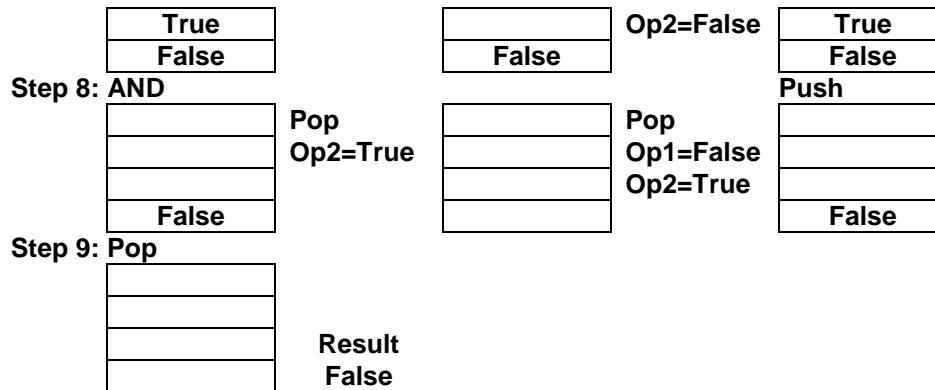 True Op2=False True
False False False
Step 8: AND Push
Pop Pop
Op2=True Op1=False
Op2=True
False False
Step 9: Pop
Result
False